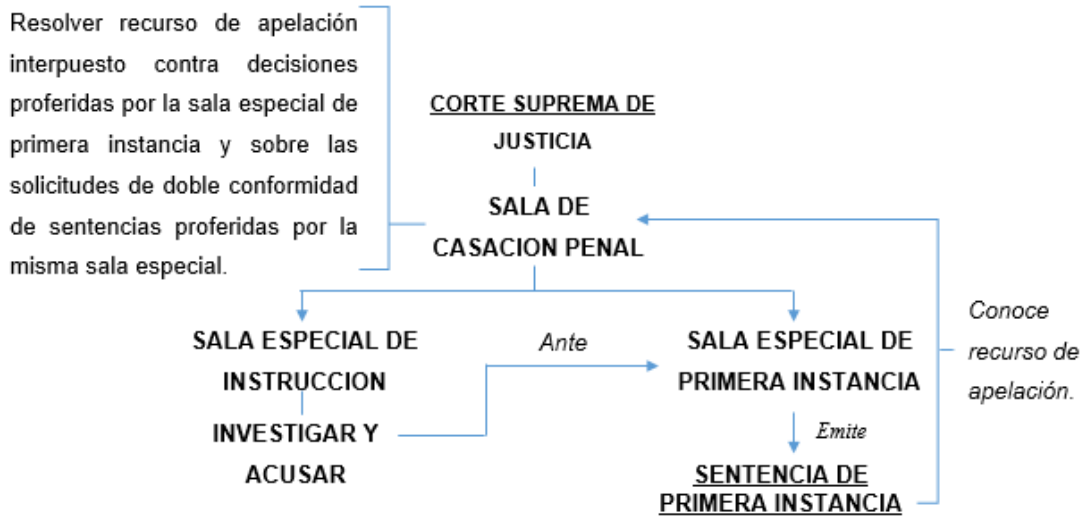 Resolver recurso de apelación
interpuesto contra decisiones
proferidas por la sala especial de
primera instancia y sobre las
solicitudes de doble conformidad
de sentencias proferidas por la
misma sala especial.
CORTE SUPREMA DE
JUSTICIA
SALA DE
CASACION PENAL
SALA ESPECIAL DE
INSTRUCCION
INVESTIGAR Y
ACUSAR
Ante
SALA ESPECIAL DE
PRIMERA INSTANCIA
Emite
SENTENCIA DE
PRIMERA INSTANCIA
Conoce
recurso de
apelación.